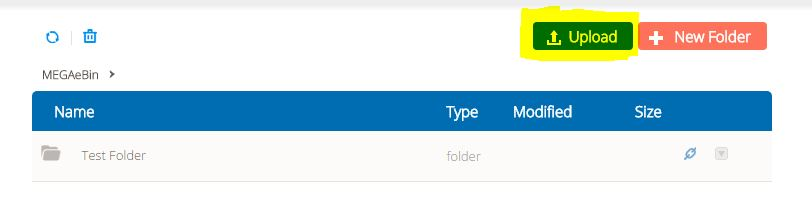 Upload
New Folder
MEGAeBin
Name Type Modified Size
Test Folder folder